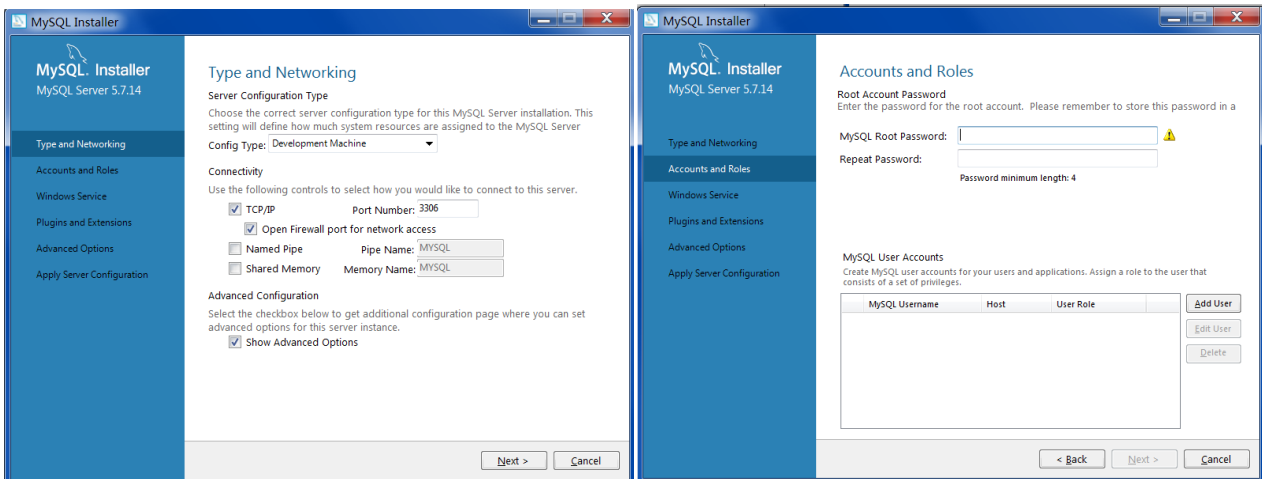 MySQL Installer
MySQL. Installer
MySQL Server 5.7.14
Type and Networking
Accounts and Roles
Windows Service
Plugins and Extensions
Advanced Options
Apply Server Configuration
Type and Networking
Server Configuration Type
Choose the correct server configuration type for this MySQL Server installation. This
setting will define how much system resources are assigned to the MySQL Server
Config Type: Development Machine
Connectivity
Use the following controls to select how you would like to connect to this server.
TCP/IP Port Number: 3306
Open Firewall port for network access
Named Pipe Pipe Name: MYSQL
Shared Memory Memory Name: MYSQL
Advanced Configuration
Select the checkbox below to get additional configuration page where you can set
advanced options for this server instance.
Show Advanced Options
Next > Cancel
MySQL Installer
MySQL. Installer
MySQL Server 5.7.14
Type and Networking
Accounts and Roles
Windows Service
Plugins and Extensions
Advanced Options
Apply Server Configuration
Accounts and Roles
Root Account Password
Enter the password for the root account. Please remember to store this password in a
MySQL Root Password:
Repeat Password:
Password minimum length: 4
MySQL User Accounts
Create MySQL user accounts for your users and applications. Assign a role to the user that
consists of a set of privileges.
MySQL Username Host User Role
Add User
Edit User
Delete
< Back Next > Cancel